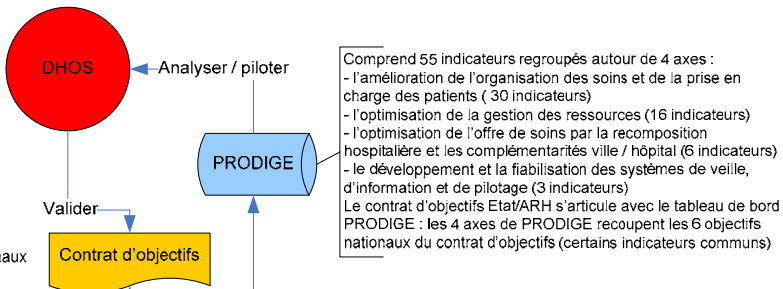 DHOS
Analyser / piloter
PRODIGE
Comprend 55 indicateurs regroupés autour de 4 axes :
- l'amélioration de l'organisation des soins et de la prise en
charge des patients ( 30 indicateurs)
- l'optimisation de la gestion des ressources (16 indicateurs)
- l'optimisation de l'offre de soins par la recomposition
hospitalière et les complémentarités ville / hôpital (6 indicateurs)
- le développement et la fiabilisation des systèmes de veille,
d'information et de pilotage (3 indicateurs)
Le contrat d'objectifs Etat/ARH s'articule avec le tableau de bord
PRODIGE : les 4 axes de PRODIGE recoupent les 6 objectifs
nationaux du contrat d'objectifs (certains indicateurs communs)
Valider
Contrat d'objectifs